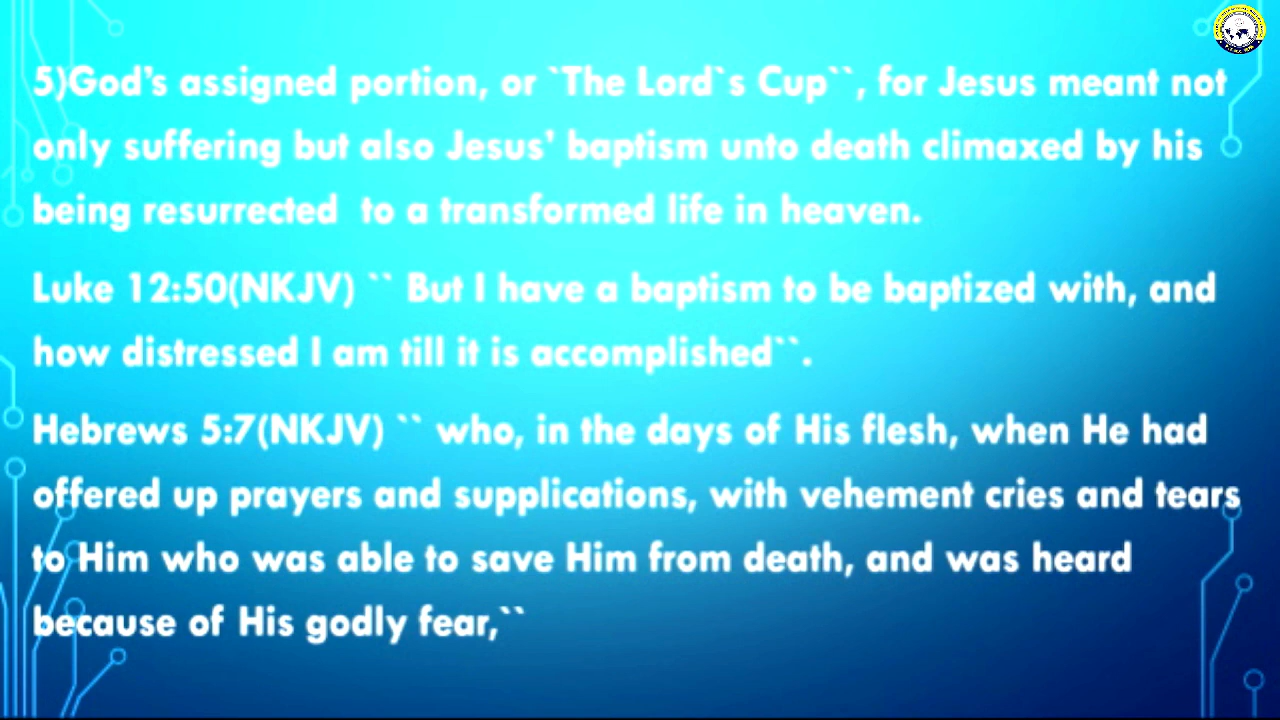 5)God’s assigned portion, or `The Lord`s Cup``, for Jesus meant not
only suffering but also Jesus’ baptism unto death climaxed by his
being resurrected  to a transformed life in heaven.
Luke 12:50(NKJV) `` But I have a baptism to be baptized with, and
how distressed I am till it is accomplished``.
Hebrews 5:7(NKJV) `` who, in the days of His flesh, when He had
offered up prayers and supplications, with vehement cries and tears
to Him who was able to save Him from death, and was heard
because of His godly fear,``